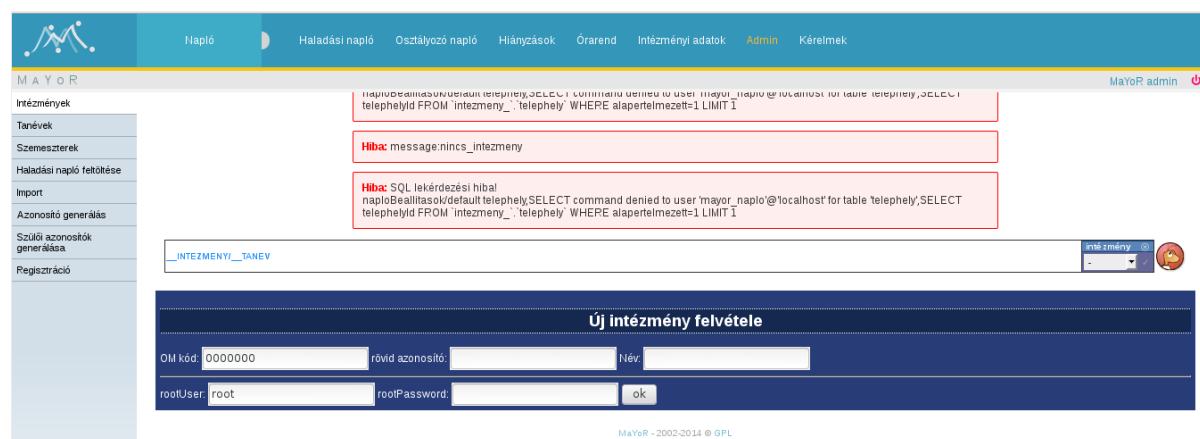 Napló Haladási napló Osztályozó napló Hiányzások Órarend Intézményi adatok Admin Kérelmek
M A Y o R MaYoR admin
Intézmények
Tanévek
Szemeszterek
Haladási napló feltöltése
Import
Azonosító generálás
Szülői azonosítók
generálása
Regisztráció
naploBeallitasok/default telephely,SELECT command denied to user 'mayor_naplo'@'localhost' for table 'telephely',SELECT
telephelyId FROM `intezmeny_`.`telephely` WHERE alapertelmezett=1 LIMIT 1
Hiba: message:nincs_intezmeny
Hiba: SQL lekérdezési hiba!
naploBeallitasok/default telephely,SELECT command denied to user 'mayor_naplo'@'localhost' for table 'telephely',SELECT
telephelyId FROM `intezmeny_`.`telephely` WHERE alapertelmezett=1 LIMIT 1
__INTEZMENY/__TANEV
intézmény
-
Új intézmény felvétele
OM kód: 0000000 rövid azonosító: Név:
rootUser: root rootPassword: ok
MaYoR - 2002-2014 © GPL